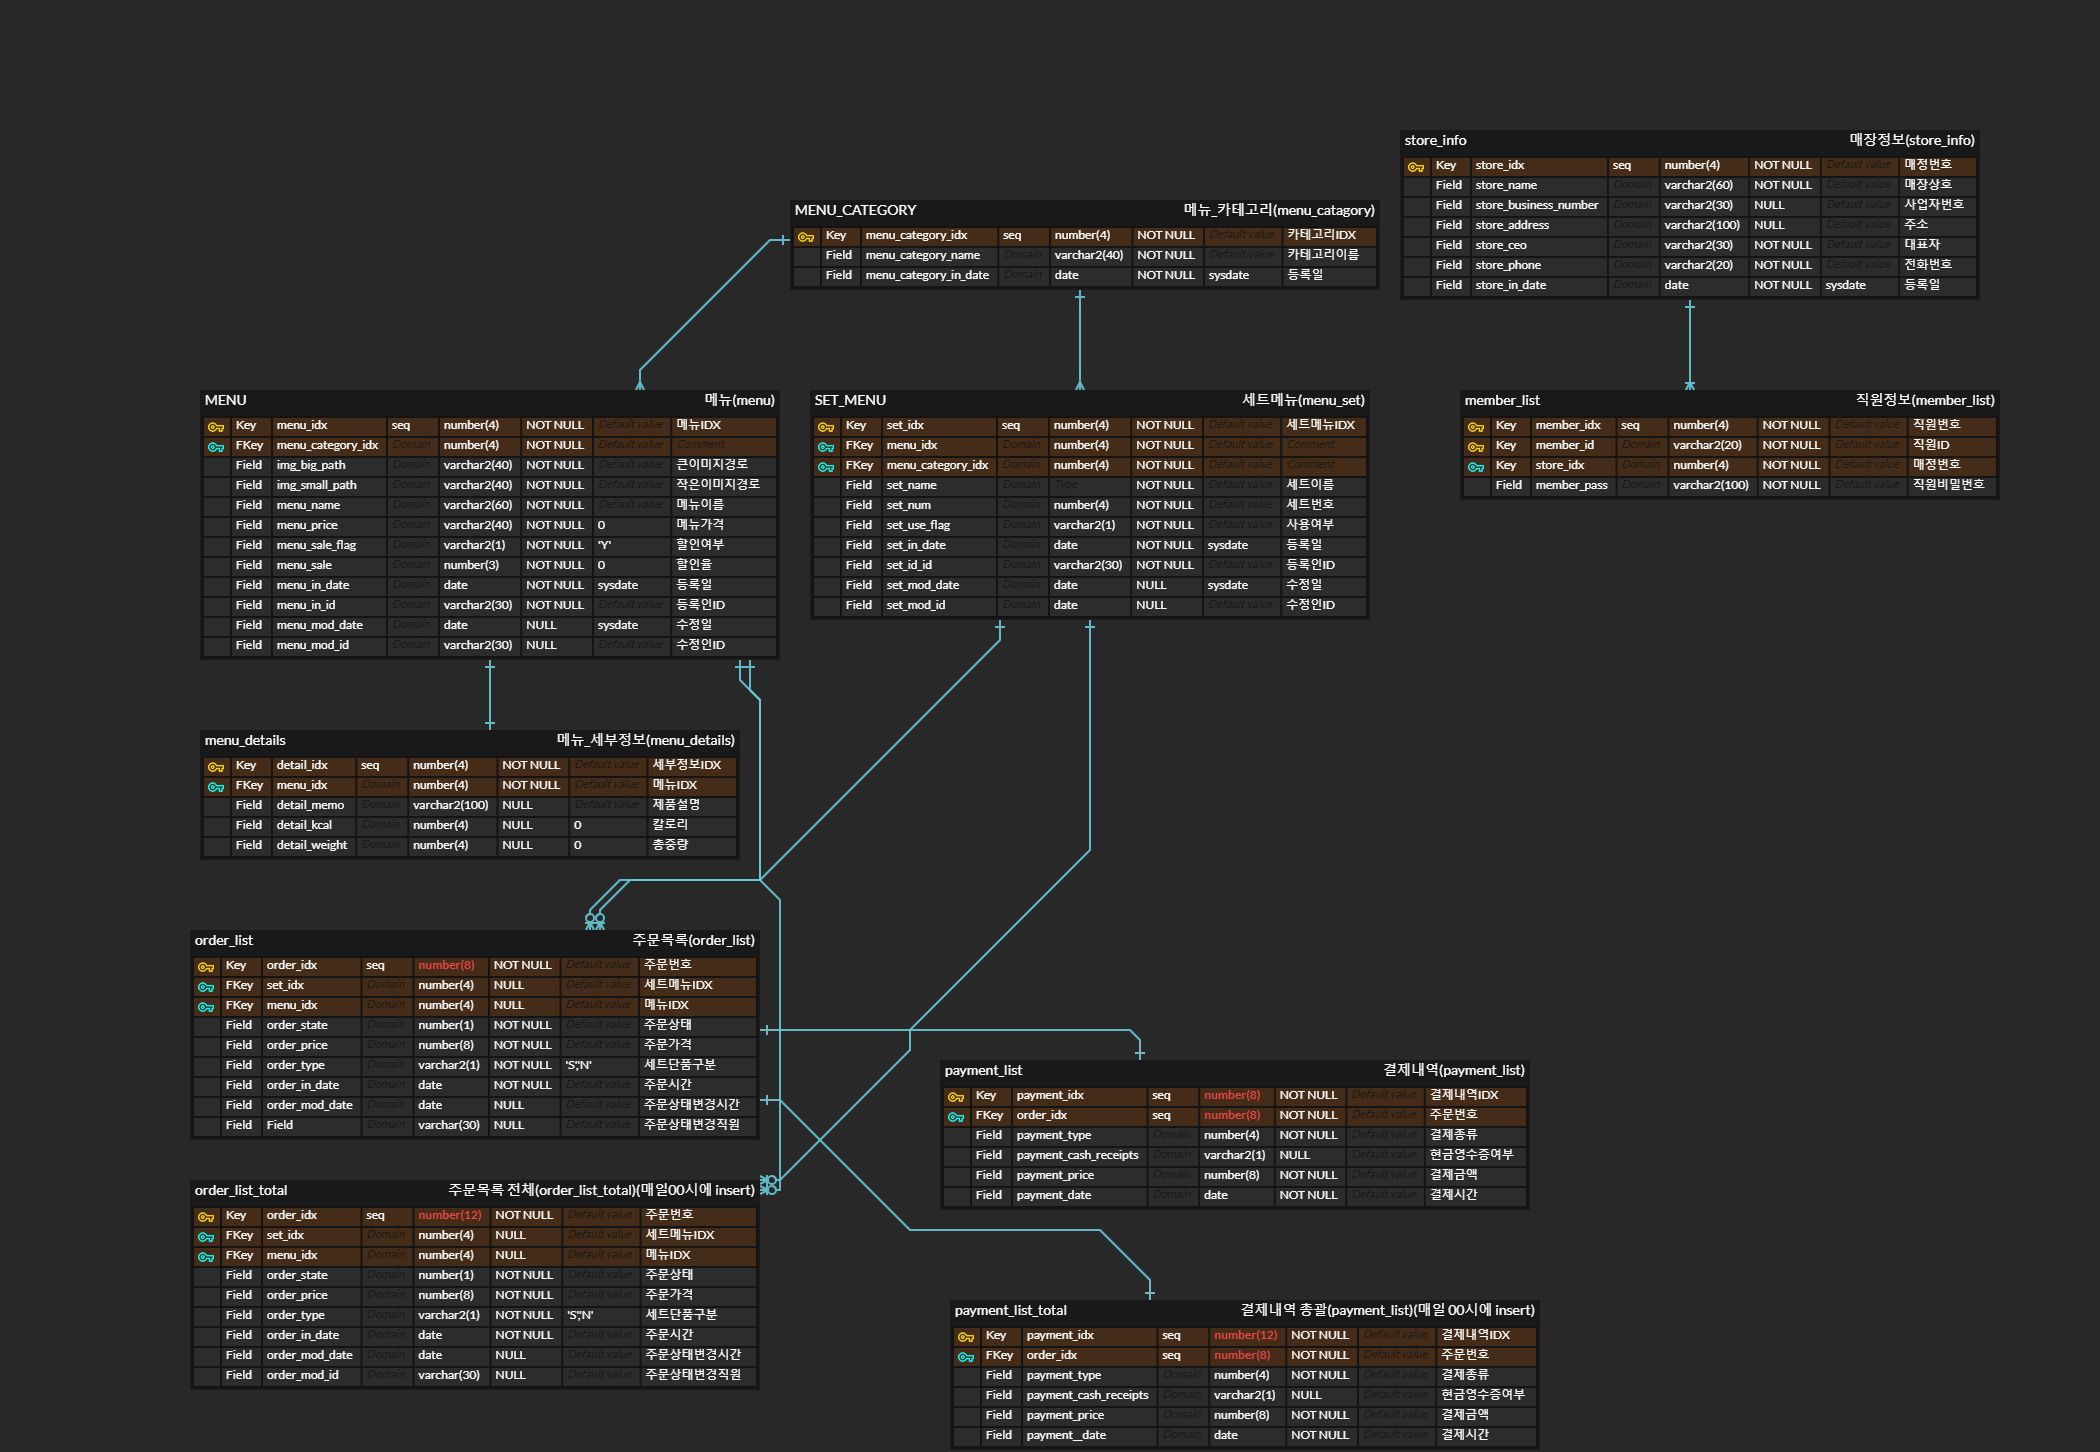 store_info 매장정보(store_info)
Key store_idx seq number(4) NOT NULL Default value 매정번호
Field store_name Domain varchar2(60) NOT NULL Default value 매장상호
Field store_business_number Domain varchar2(30) NULL Default value 사업자번호
Field store_address Domain varchar2(100) NULL Default value 주소
Field store_ceo Domain varchar2(30) NOT NULL Default value 대표자
Field store_phone Domain varchar2(20) NOT NULL Default value 전화번호
Field store_in_date Domain date NOT NULL sysdate 등록일
MENU_CATEGORY 메뉴_카테고리(menu_catagory)
Key menu_category_idx seq number(4) NOT NULL Default value 카테고리IDX
Field menu_category_name Domain varchar2(40) NOT NULL Default value 카테고리이름
Field menu_category_in_date Domain date NOT NULL sysdate 등록일
MENU 메뉴(menu)
Key menu_idx seq number(4) NOT NULL Default value 메뉴IDX
FKey menu_category_idx Domain number(4) NOT NULL Default value Comment
Field img_big_path Domain varchar2(40) NOT NULL Default value 큰이미지경로
Field img_small_path Domain varchar2(40) NOT NULL Default value 작은이미지경로
Field menu_name Domain varchar2(60) NOT NULL Default value 메뉴이름
Field menu_price Domain varchar2(40) NOT NULL 0 메뉴가격
Field menu_sale_flag Domain varchar2(1) NOT NULL 'Y' 할인여부
Field menu_sale Domain number(3) NOT NULL 0 할인율
Field menu_in_date Domain date NOT NULL sysdate 등록일
Field menu_in_id Domain varchar2(30) NOT NULL Default value 등록인ID
Field menu_mod_date Domain date NULL sysdate 수정일
Field menu_mod_id Domain varchar2(30) NULL Default value 수정인ID
SET_MENU 세트메뉴(menu_set)
Key set_idx seq number(4) NOT NULL Default value 세트메뉴IDX
FKey menu_idx Domain number(4) NOT NULL Default value Comment
FKey menu_category_idx Domain number(4) NOT NULL Default value Comment
Field set_name Domain Type NOT NULL Default value 세트이름
Field set_num Domain number(4) NOT NULL Default value 세트번호
Field set_use_flag Domain varchar2(1) NOT NULL Default value 사용여부
Field set_in_date Domain date NOT NULL sysdate 등록일
Field set_id_id Domain varchar2(30) NOT NULL Default value 등록인ID
Field set_mod_date Domain date NULL sysdate 수정일
Field set_mod_id Domain date NULL Default value 수정인ID
member_list 직원정보(member_list)
Key member_idx seq number(4) NOT NULL Default value 직원번호
Key member_id Domain varchar2(20) NOT NULL Default value 직원ID
Key store_idx Domain number(4) NOT NULL Default value 매정번호
Field member_pass Domain varchar2(100) NOT NULL Default value 직원비밀번호
menu_details 메뉴_세부정보(menu_details)
Key detail_idx seq number(4) NOT NULL Default value 세부정보IDX
FKey menu_idx Domain number(4) NOT NULL Default value 메뉴IDX
Field detail_memo Domain varchar2(100) NULL Default value 제품설명
Field detail_kcal Domain number(4) NULL 0 칼로리
Field detail_weight Domain number(4) NULL 0 총중량
order_list 주문목록(order_list)
Key order_idx seq number(8) NOT NULL Default value 주문번호
FKey set_idx Domain number(4) NULL Default value 세트메뉴IDX
FKey menu_idx Domain number(4) NULL Default value 메뉴IDX
Field order_state Domain number(1) NOT NULL Default value 주문상태
Field order_price Domain number(8) NOT NULL Default value 주문가격
Field order_type Domain varchar2(1) NOT NULL 'S','N' 세트단품구분
Field order_in_date Domain date NOT NULL Default value 주문시간
Field order_mod_date Domain date NULL Default value 주문상태변경시간
Field Field Domain varchar(30) NULL Default value 주문상태변경직원
payment_list 결제내역(payment_list)
Key payment_idx seq number(8) NOT NULL Default value 결제내역IDX
FKey order_idx seq number(8) NOT NULL Default value 주문번호
Field payment_type Domain number(4) NOT NULL Default value 결제종류
Field payment_cash_receipts Domain varchar2(1) NULL Default value 현금영수증여부
Field payment_price Domain number(8) NOT NULL Default value 결제금액
Field payment_date Domain date NOT NULL Default value 결제시간
order_list_total 주문목록 전체(order_list_total)(매일00시에 insert)
Key order_idx seq number(12) NOT NULL Default value 주문번호
FKey set_idx Domain number(4) NULL Default value 세트메뉴IDX
FKey menu_idx Domain number(4) NULL Default value 메뉴IDX
Field order_state Domain number(1) NOT NULL Default value 주문상태
Field order_price Domain number(8) NOT NULL Default value 주문가격
Field order_type Domain varchar2(1) NOT NULL 'S','N' 세트단품구분
Field order_in_date Domain date NOT NULL Default value 주문시간
Field order_mod_date Domain date NULL Default value 주문상태변경시간
Field order_mod_id Domain varchar(30) NULL Default value 주문상태변경직원
payment_list_total 결제내역 총괄(payment_list)(매일 00시에 insert)
Key payment_idx seq number(12) NOT NULL Default value 결제내역IDX
FKey order_idx seq number(8) NOT NULL Default value 주문번호
Field payment_type Domain number(4) NOT NULL Default value 결제종류
Field payment_cash_receipts Domain varchar2(1) NULL Default value 현금영수증여부
Field payment_price Domain number(8) NOT NULL Default value 결제금액
Field payment__date Domain date NOT NULL Default value 결제시간